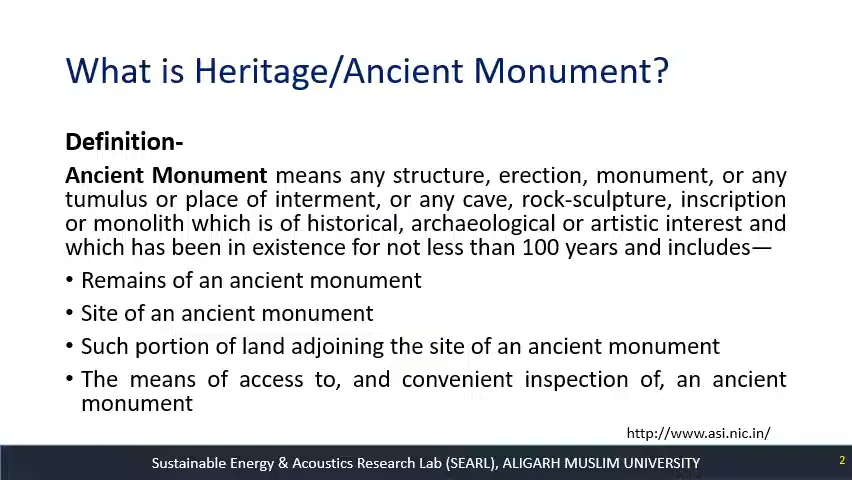 What is Heritage/Ancient Monument?
Definition-
Ancient Monument means any structure, erection, monument, or any
tumulus or place of interment, or any cave, rock-sculpture, inscription
or monolith which is of historical, archaeological or artistic interest and
which has been in existence for not less than 100 years and includes—
• Remains of an ancient monument
• Site of an ancient monument
• Such portion of land adjoining the site of an ancient monument
• The means of access to, and convenient inspection of, an ancient
monument
http://www.asi.nic.in/
Sustainable Energy & Acoustics Research Lab (SEARL), ALIGARH MUSLIM UNIVERSITY
2